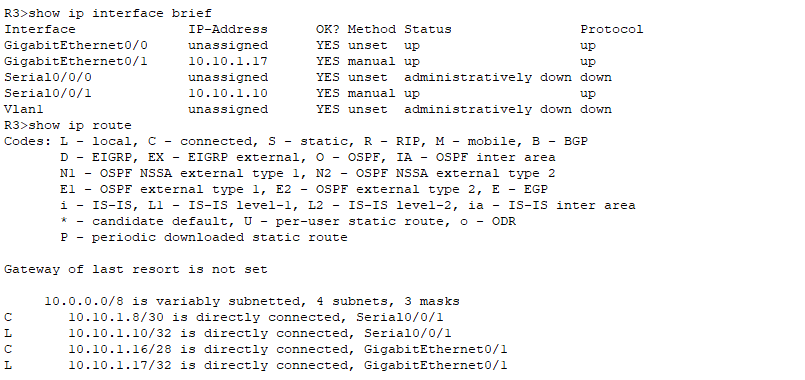 R3>show ip interface brief
Interface              IP-Address      OK? Method Status                Protocol
GigabitEthernet0/0     unassigned      YES unset  up                    up
GigabitEthernet0/1     10.10.1.17      YES manual up                    up
Serial0/0/0            unassigned      YES unset  administratively down down
Serial0/0/1            10.10.1.10      YES manual up                    up
Vlan1                  unassigned      YES unset  administratively down down
R3>show ip route
Codes: L - local, C - connected, S - static, R - RIP, M - mobile, B - BGP
       D - EIGRP, EX - EIGRP external, O - OSPF, IA - OSPF inter area
       N1 - OSPF NSSA external type 1, N2 - OSPF NSSA external type 2
       E1 - OSPF external type 1, E2 - OSPF external type 2, E - EGP
       i - IS-IS, L1 - IS-IS level-1, L2 - IS-IS level-2, ia - IS-IS inter area
       * - candidate default, U - per-user static route, o - ODR
       P - periodic downloaded static route

Gateway of last resort is not set

     10.0.0.0/8 is variably subnetted, 4 subnets, 3 masks
C       10.10.1.8/30 is directly connected, Serial0/0/1
L       10.10.1.10/32 is directly connected, Serial0/0/1
C       10.10.1.16/28 is directly connected, GigabitEthernet0/1
L       10.10.1.17/32 is directly connected, GigabitEthernet0/1